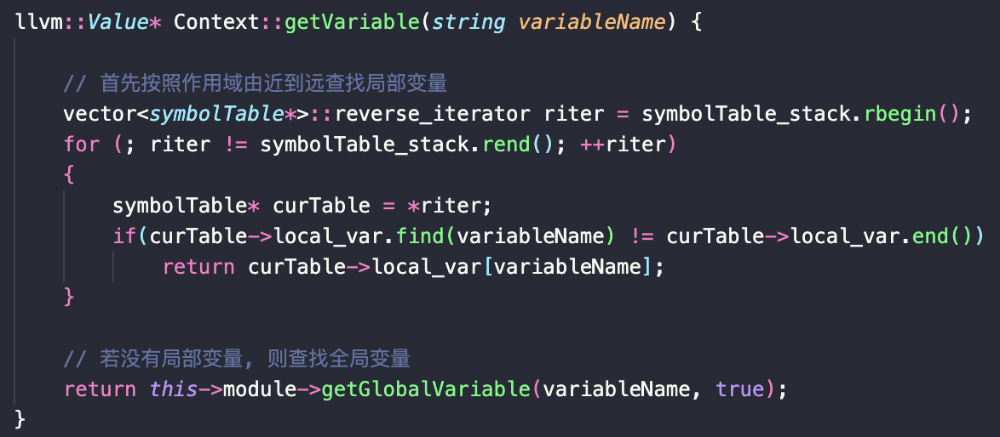 llvm::Value* Context::getVariable(string variableName) {
// 首先按照作用域由近到远查找局部变量
vector<symbolTable*>::reverse_iterator riter = symbolTable_stack.rbegin();
for (; riter != symbolTable_stack.rend(); ++riter)
{
symbolTable* curTable = *riter;
if(curTable->local_var.find(variableName) != curTable->local_var.end())
return curTable->local_var[variableName];
}
// 若没有局部变量, 则查找全局变量
return this->module->getGlobalVariable(variableName, true);
}